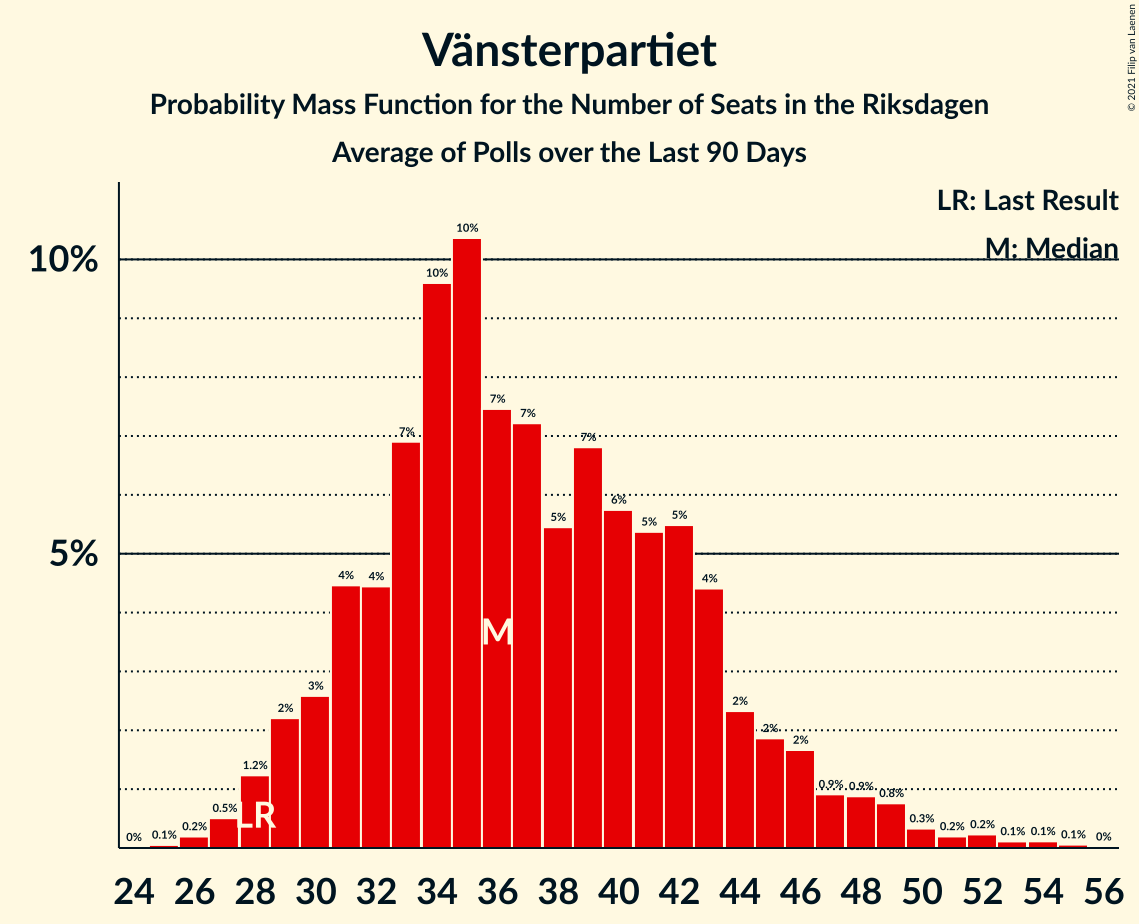 © 2021 Filip van Laenen
Vänsterpartiet
Probability Mass Function for the Number of Seats in the Riksdagen
Average of Polls over the Last 90 Days
LR: Last Result
M: Median
10%
5%
0% 0.1% 0.2% 0.5% 1.2% 2% 3% 4% 4% 7% 10% 10% 7% 7% 5% 7% 6% 5% 5% 4% 2% 2% 2% 0.9% 0.9% 0.8% 0.3% 0.2% 0.2% 0.1% 0.1% 0.1% 0%
M
LR
24 26 28 30 32 34 36 38 40 42 44 46 48 50 52 54 56